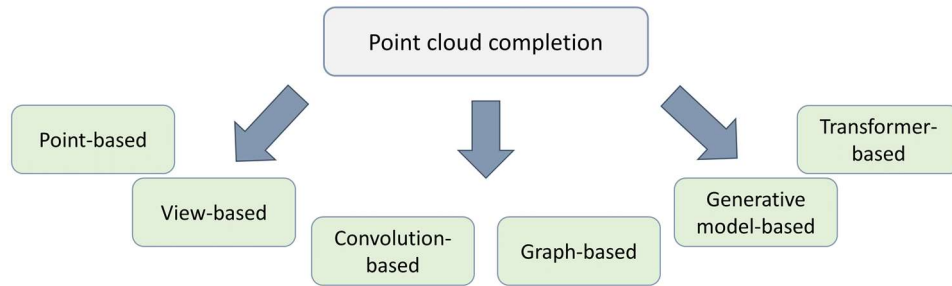 Point cloud completion
Point-based
View-based
Convolution-
based
Graph-based
Generative
model-based
Transformer-
based